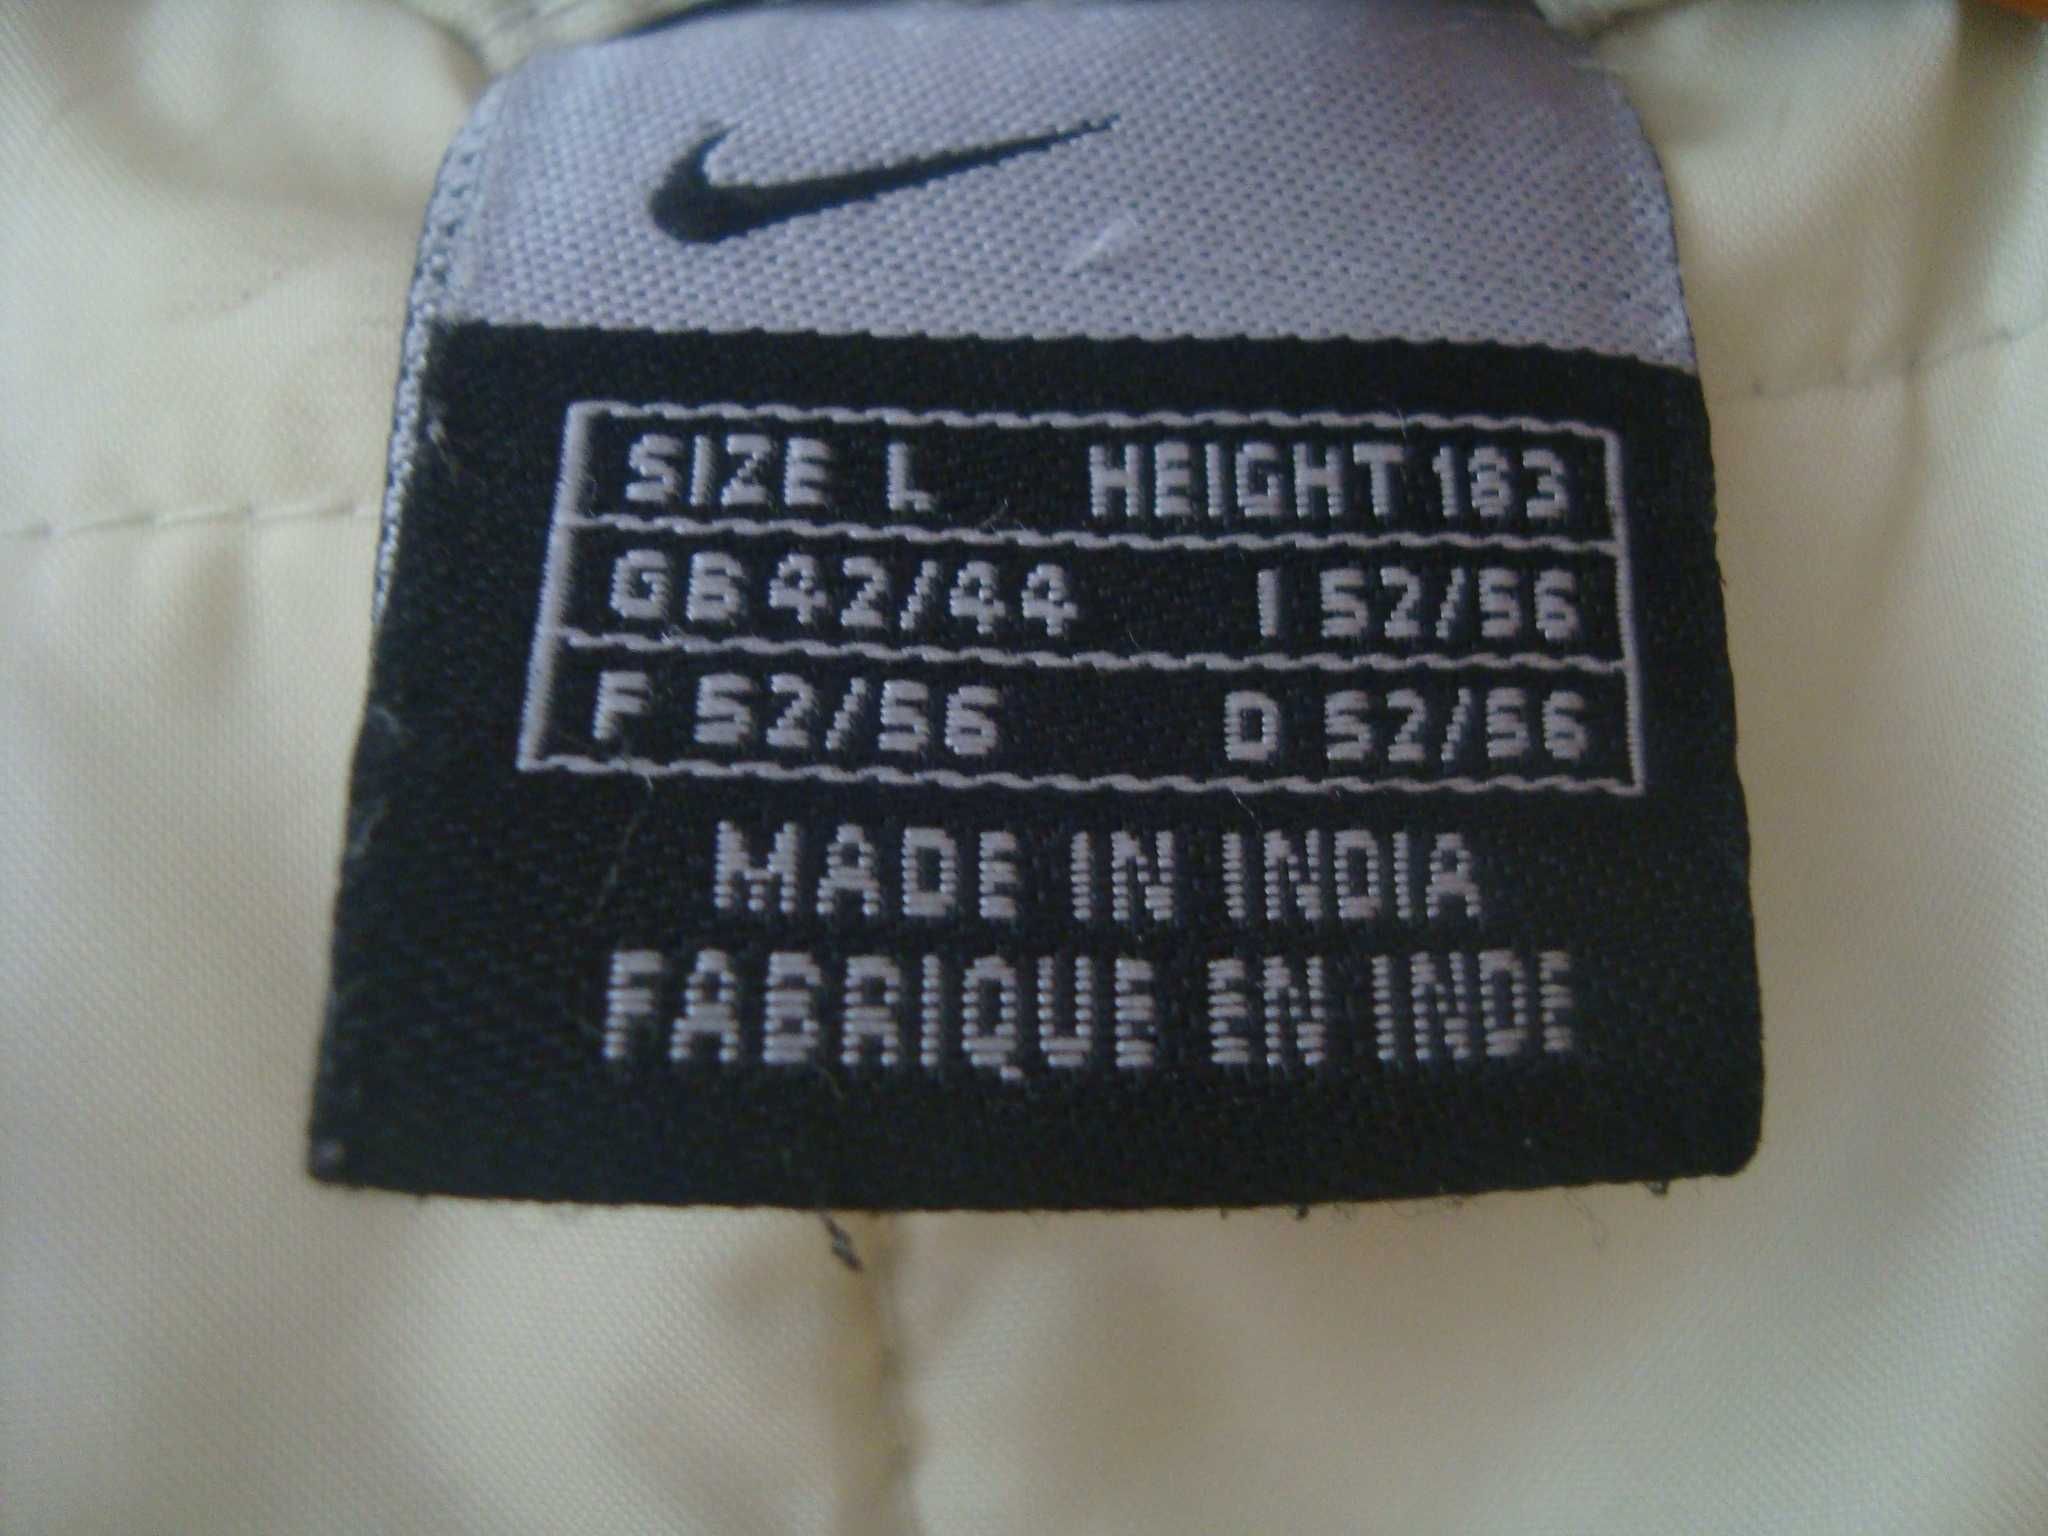 SIZE L HEIGHT 183
GB 42/44 I 52/56
F 52/56 D 52/56
MADE IN INDIA
FABRIQUE EN INDE